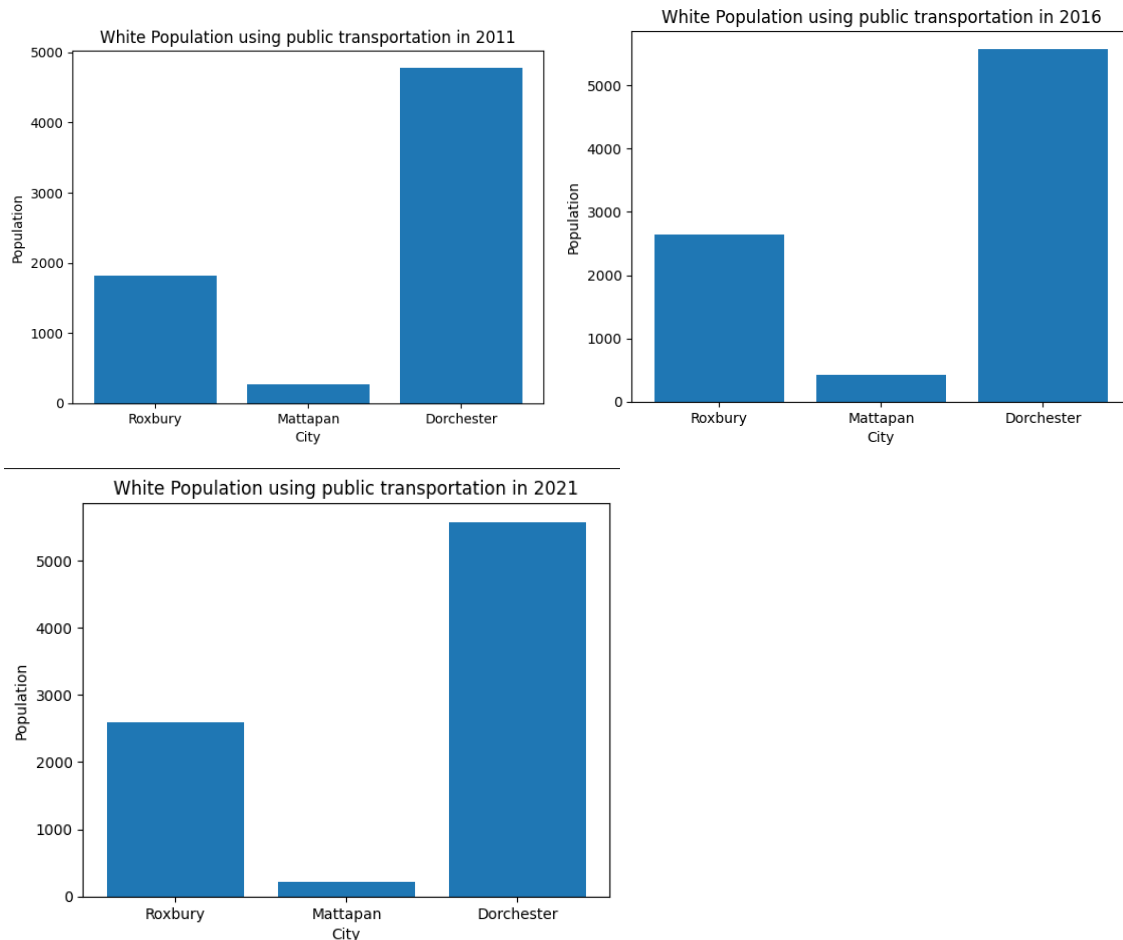 White Population using public transportation in 2011
5000
4000
3000
2000
1000
0
Population
Roxbury Mattapan Dorchester
City
White Population using public transportation in 2016
5000
4000
3000
2000
1000
0
Population
Roxbury Mattapan Dorchester
City
White Population using public transportation in 2021
5000
4000
3000
2000
1000
0
Population
Roxbury Mattapan Dorchester
City